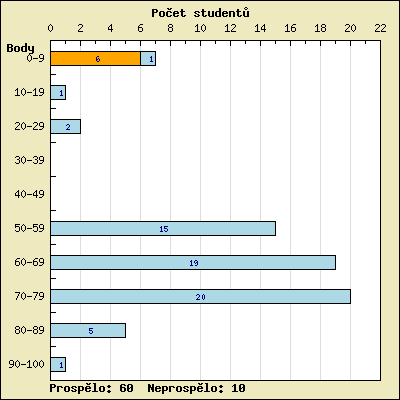 Počet studentů
0 2 4 6 8 10 12 14 16 18 20 22
Body
0-9 6 1
10-19 1
20-29 2
30-39
40-49
50-59 15
60-69 19
70-79 20
80-89 5
90-100 1
Prospělo: 60 Neprospělo: 10